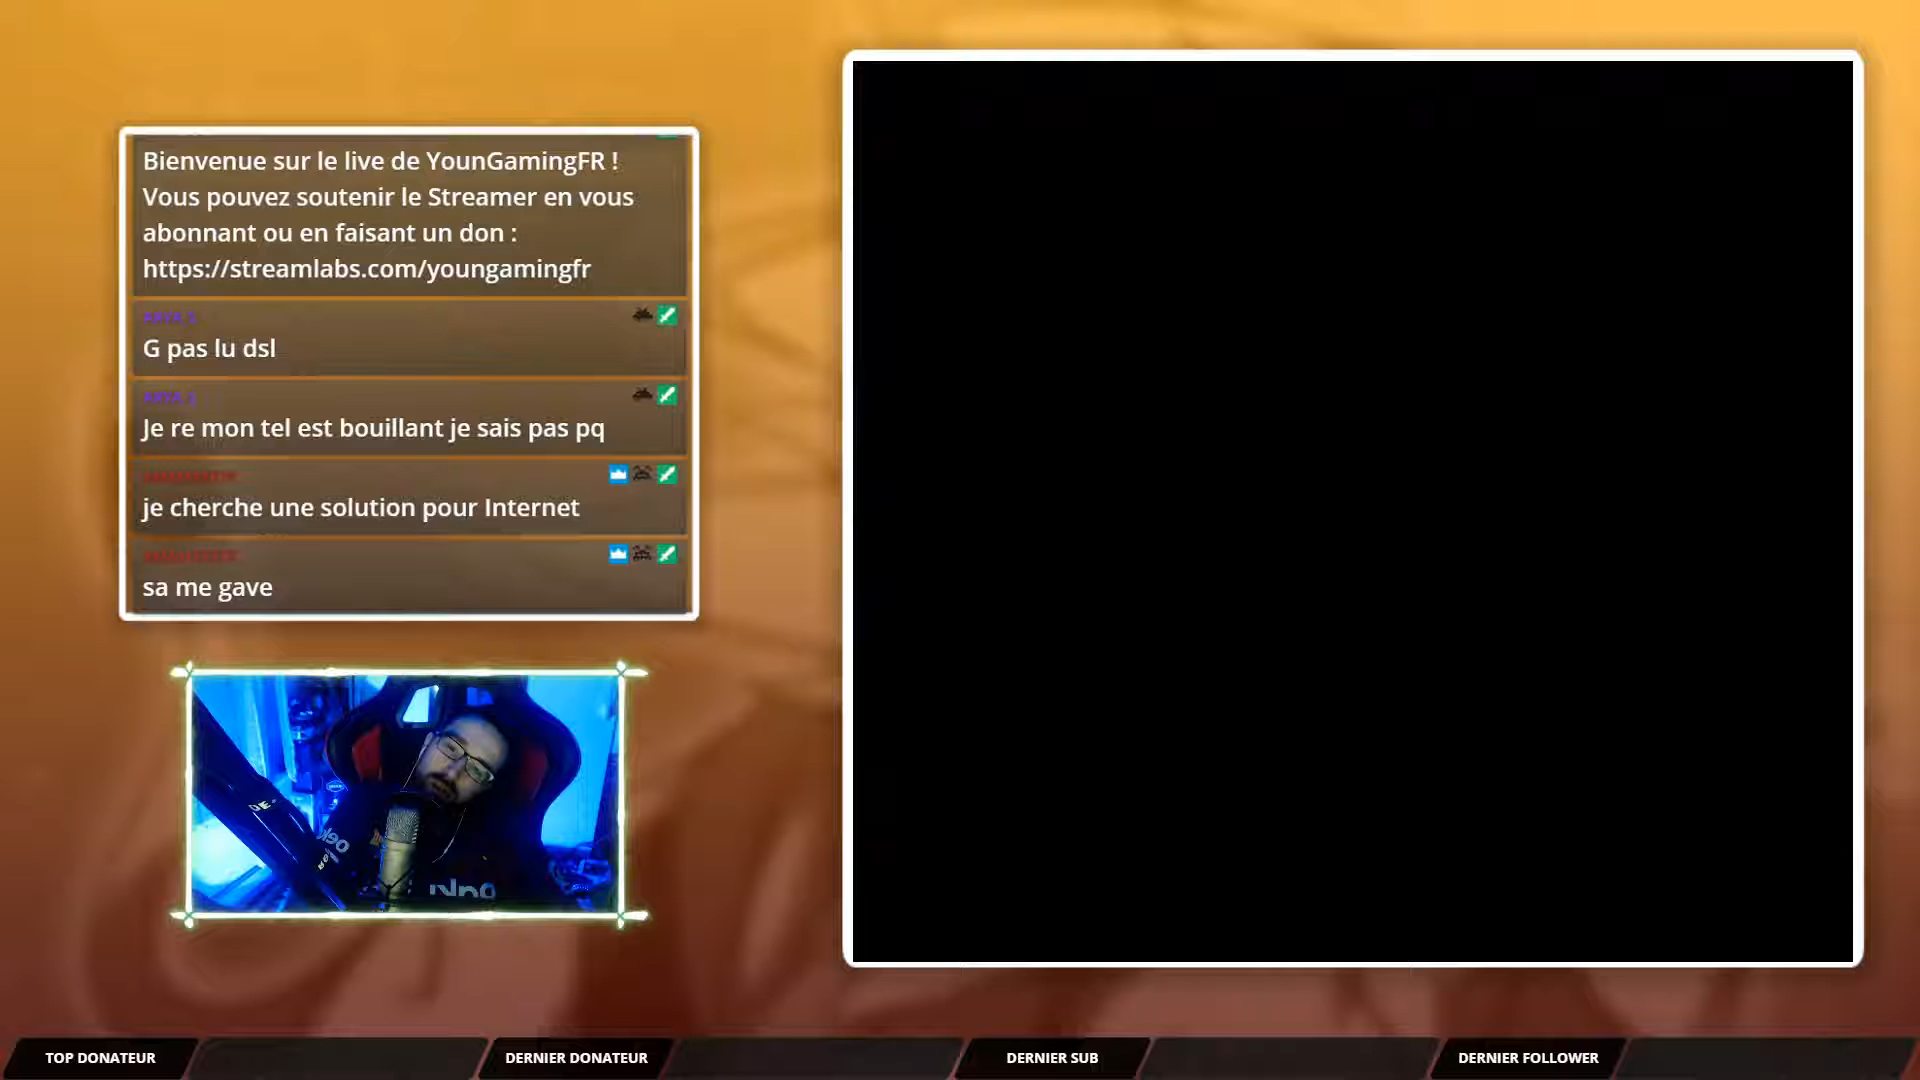 Bienvenue sur le live de YounGamingFR !
Vous pouvez soutenir le Streamer en vous
abonnant ou en faisant un don :
https://streamlabs.com/youngamingfr
G pas lu dsl
Je re mon tel est bouillant je sais pas pq
je cherche une solution pour Internet
sa me gave
TOP DONATEUR
DERNIER DONATEUR
DERNIER SUB
DERNIER FOLLOWER